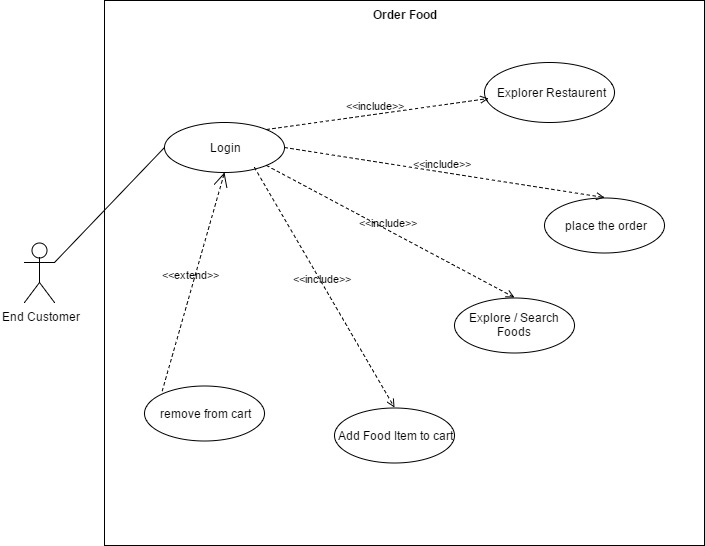 Order Food
Explorer Restaurent
<<include>>
Login
<<include>>
place the order
<<include>>
<<extend>>
<<include>>
End Customer
Explore / Search
Foods
remove from cart
Add Food Item to cart